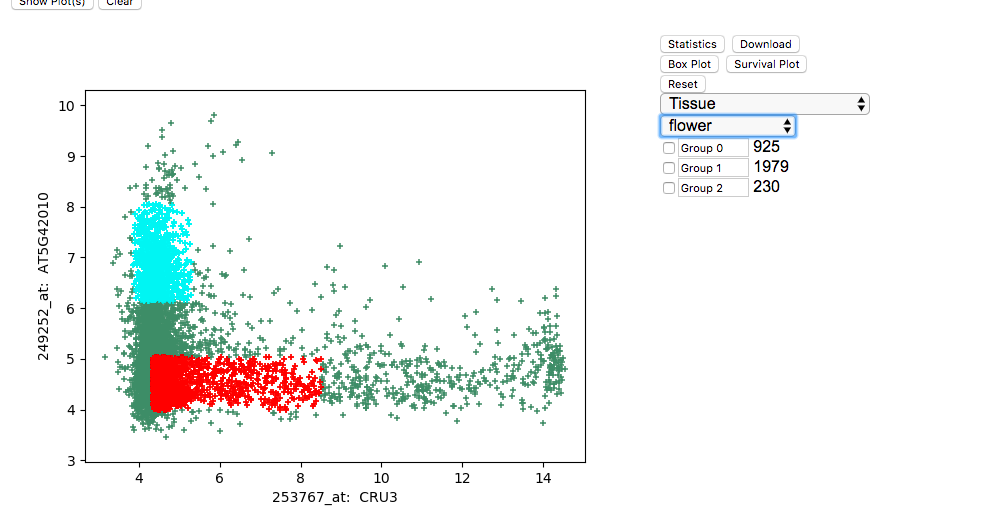 Show Plot(s) Clear
Statistics Download
Box Plot Survival Plot
Reset
Tissue
flower
Group 0 925
Group 1 1979
Group 2 230
10
9
8
7
6
5
4
3
249252_at: AT5G42010
4 6 8 10 12 14
253767_at: CRU3